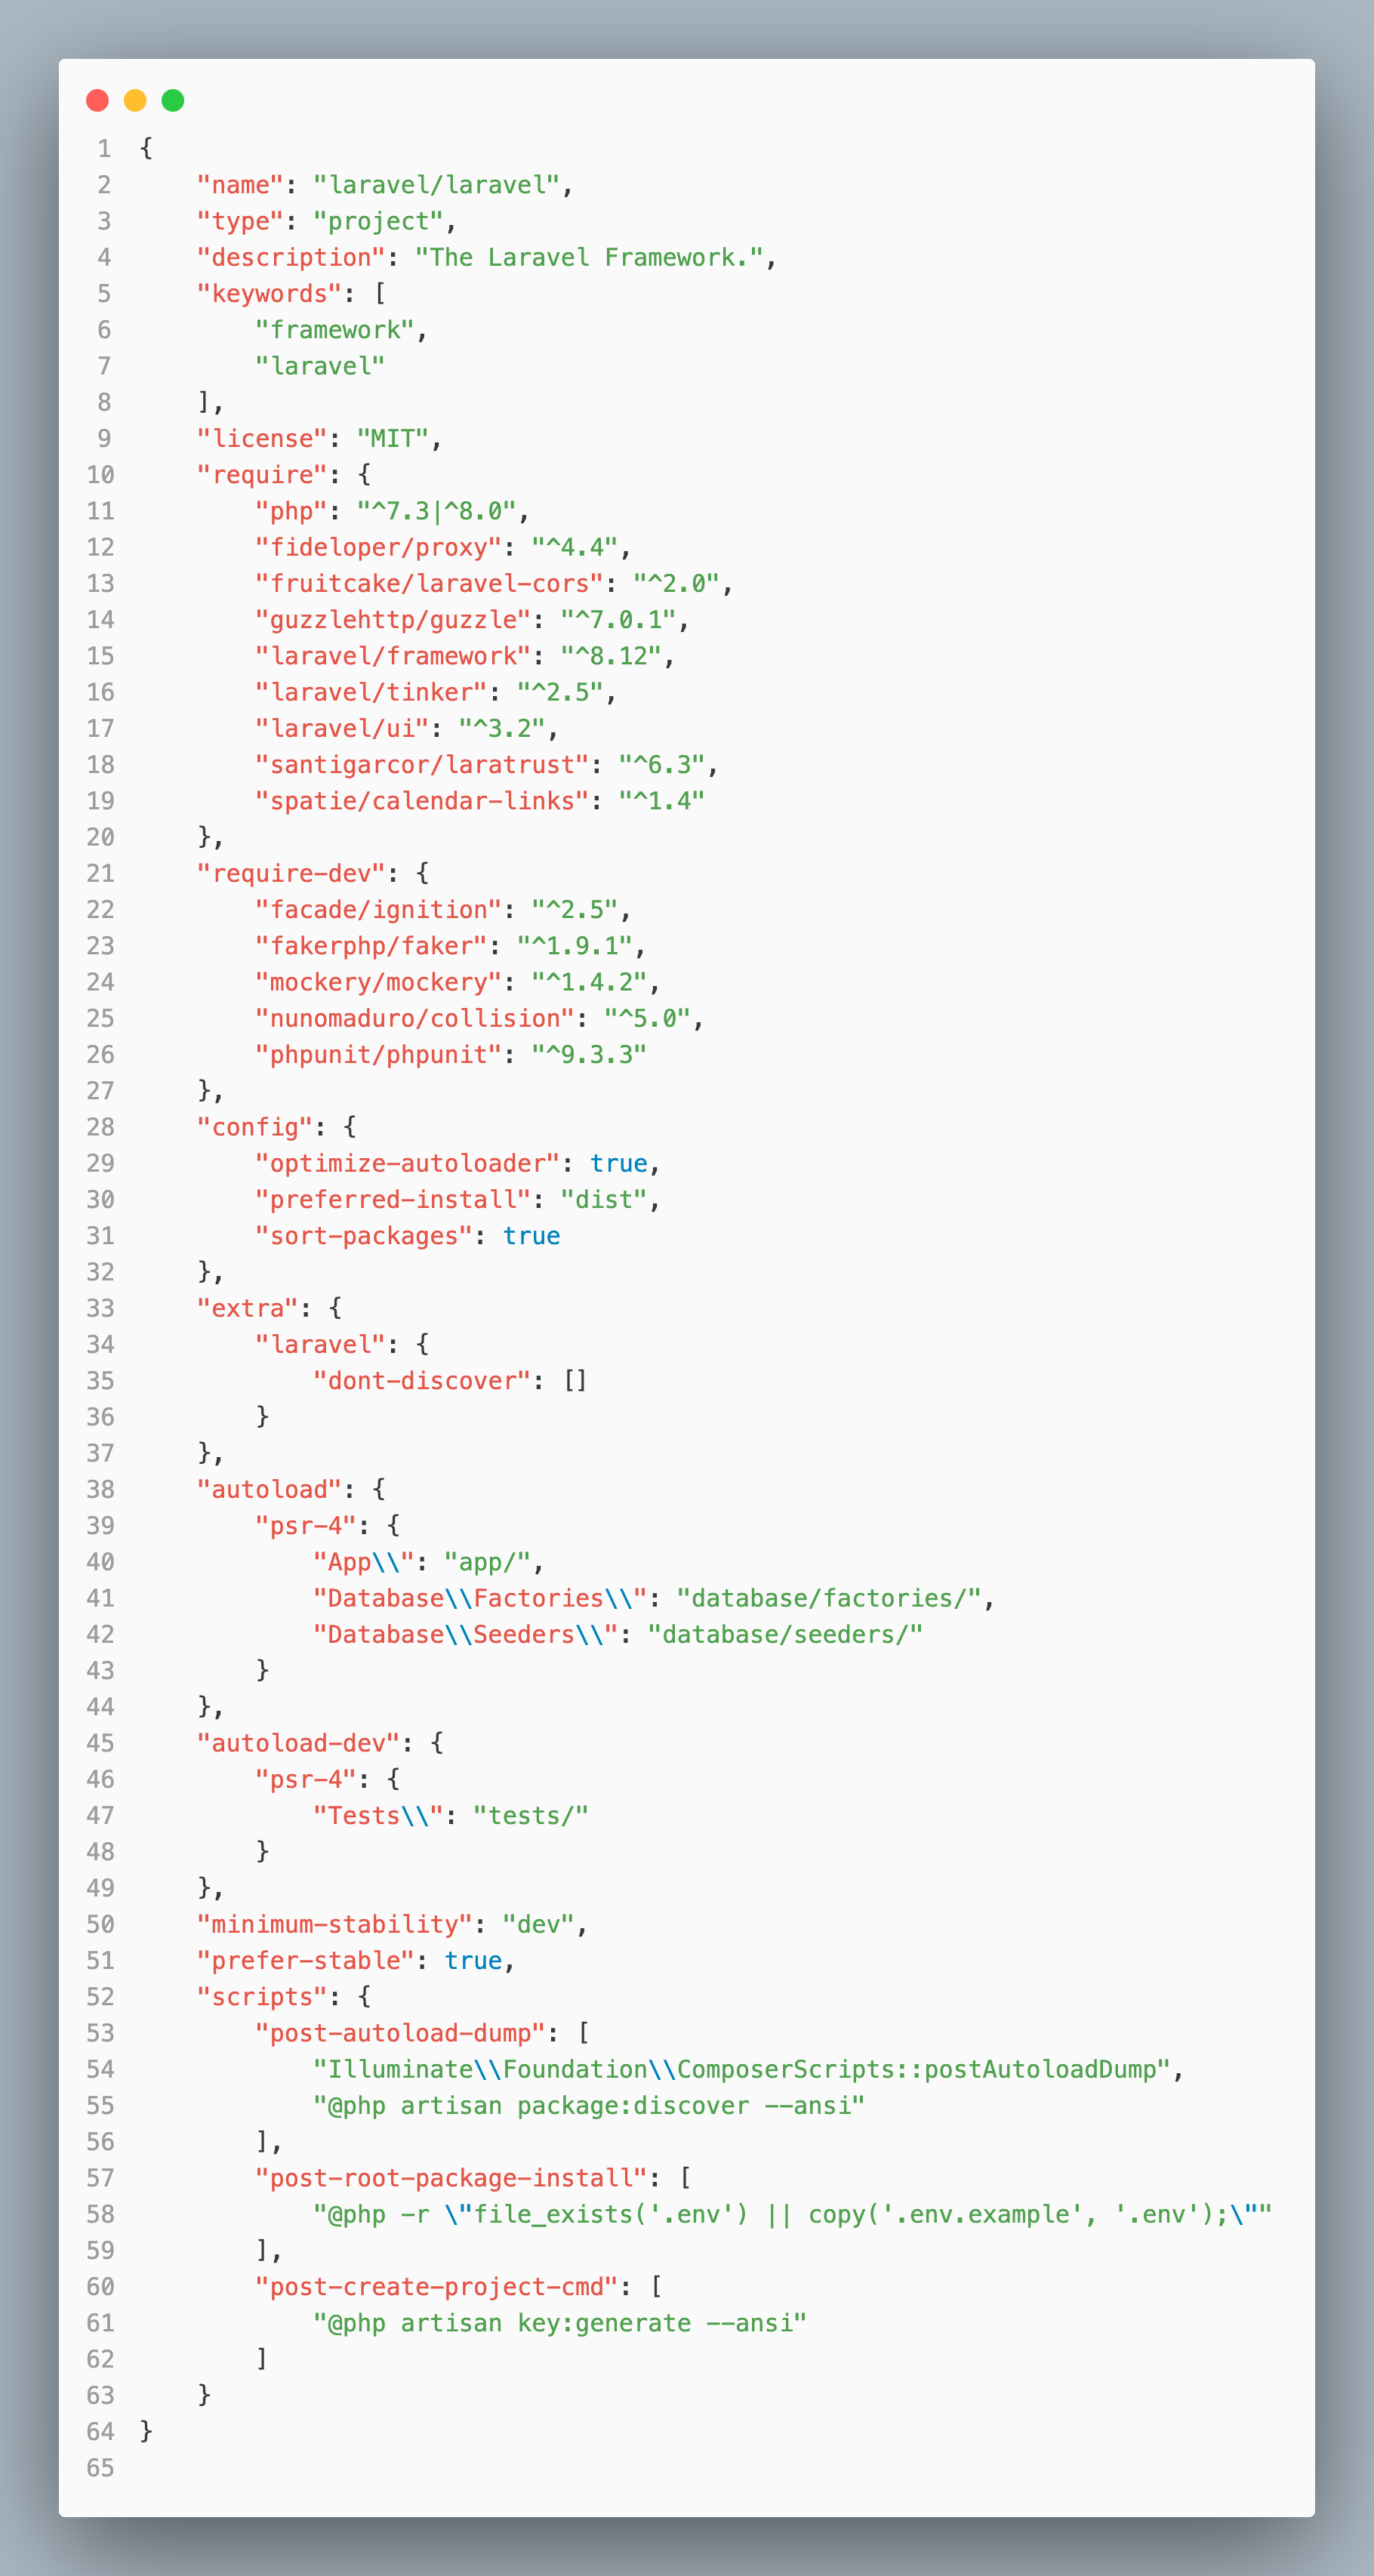 1 {
2     "name": "laravel/laravel",
3     "type": "project",
4     "description": "The Laravel Framework.",
5     "keywords": [
6         "framework",
7         "laravel"
8     ],
9     "license": "MIT",
10     "require": {
11         "php": "^7.3|^8.0",
12         "fideloper/proxy": "^4.4",
13         "fruitcake/laravel-cors": "^2.0",
14         "guzzlehttp/guzzle": "^7.0.1",
15         "laravel/framework": "^8.12",
16         "laravel/tinker": "^2.5",
17         "laravel/ui": "^3.2",
18         "santigarcor/laratrust": "^6.3",
19         "spatie/calendar-links": "^1.4"
20     },
21     "require-dev": {
22         "facade/ignition": "^2.5",
23         "fakerphp/faker": "^1.9.1",
24         "mockery/mockery": "^1.4.2",
25         "nunomaduro/collision": "^5.0",
26         "phpunit/phpunit": "^9.3.3"
27     },
28     "config": {
29         "optimize-autoloader": true,
30         "preferred-install": "dist",
31         "sort-packages": true
32     },
33     "extra": {
34         "laravel": {
35             "dont-discover": []
36         }
37     },
38     "autoload": {
39         "psr-4": {
40             "App\\": "app/",
41             "Database\\Factories\\": "database/factories/",
42             "Database\\Seeders\\": "database/seeders/"
43         }
44     },
45     "autoload-dev": {
46         "psr-4": {
47             "Tests\\": "tests/"
48         }
49     },
50     "minimum-stability": "dev",
51     "prefer-stable": true,
52     "scripts": {
53         "post-autoload-dump": [
54             "Illuminate\\Foundation\\ComposerScripts::postAutoloadDump",
55             "@php artisan package:discover --ansi"
56         ],
57         "post-root-package-install": [
58             "@php -r \"file_exists('.env') || copy('.env.example', '.env');\""
59         ],
60         "post-create-project-cmd": [
61             "@php artisan key:generate --ansi"
62         ]
63     }
64 }
65